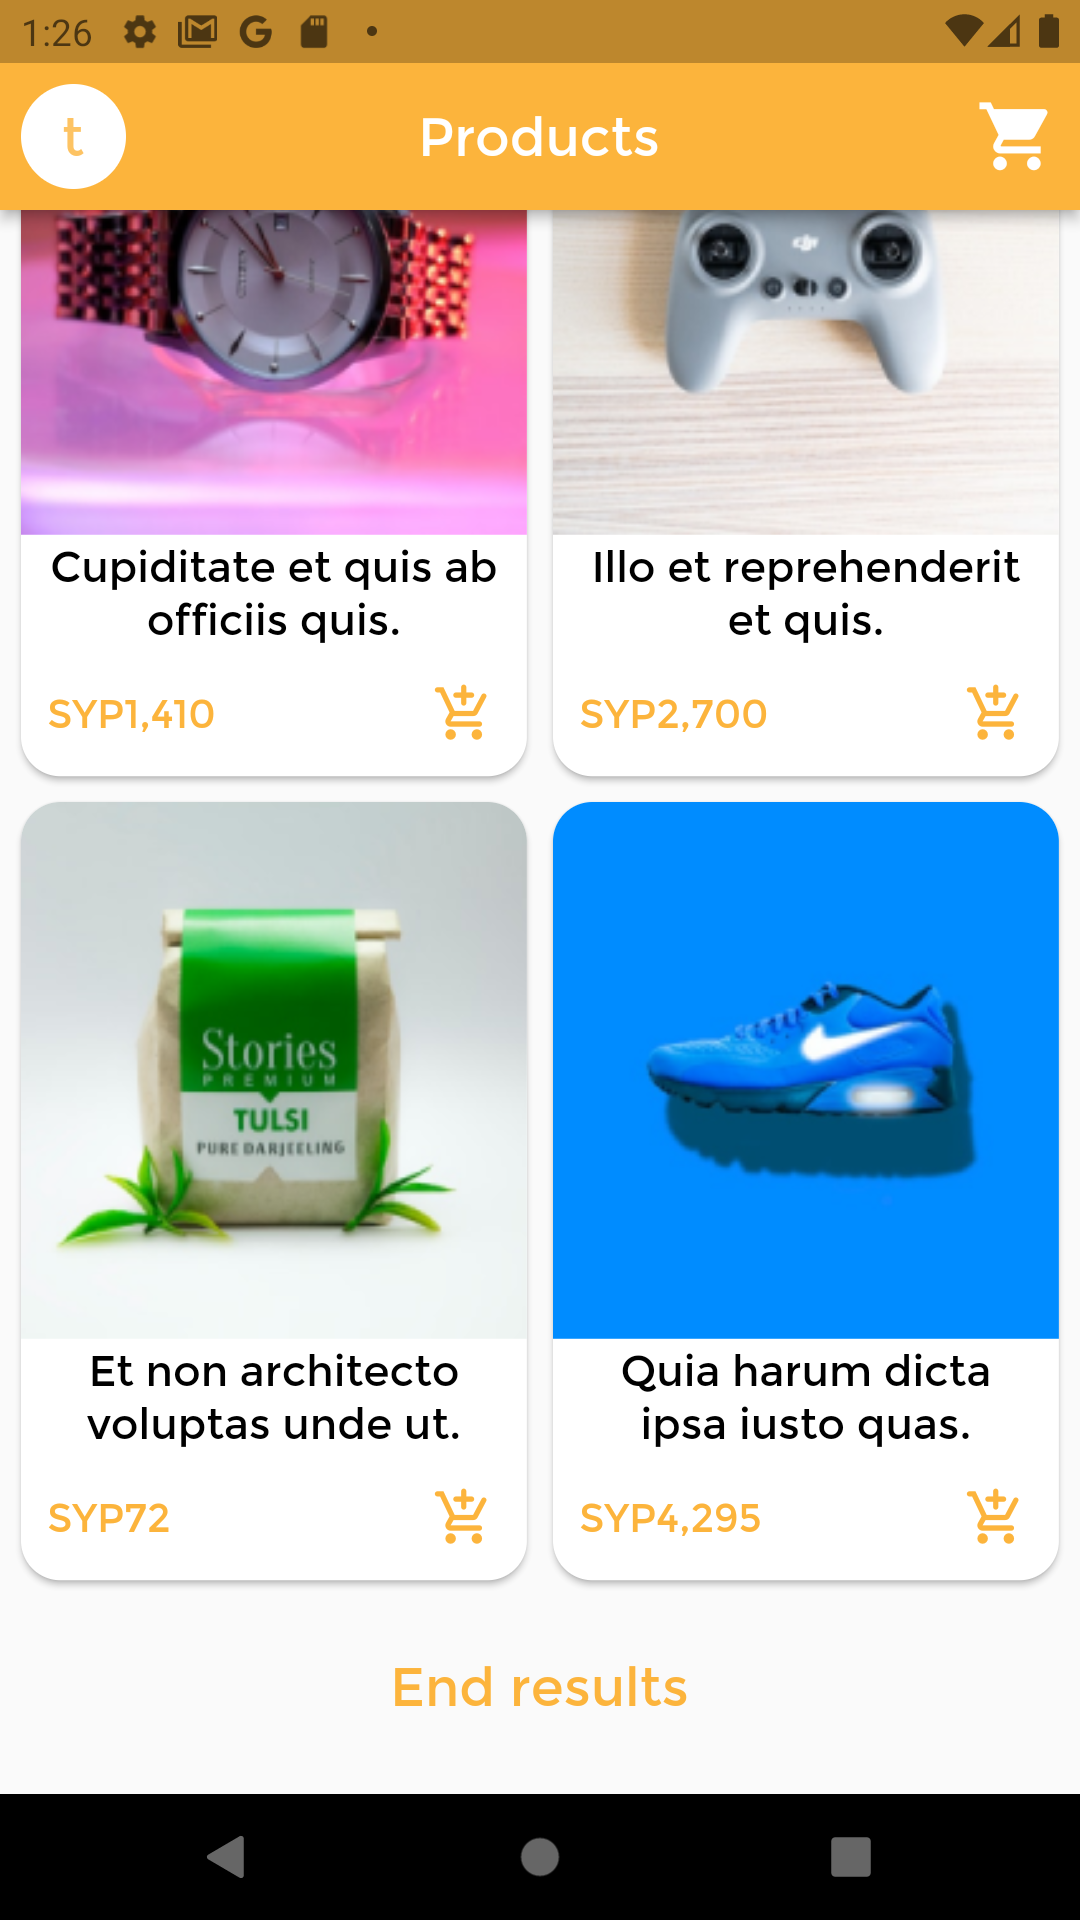 1:26
t
Products
dji
Cupiditate et quis ab
officiis quis.
SYP1,410
Illo et reprehenderit
et quis.
SYP2,700
Stories
PREMIUM
TULSI
PURE DARJEELING
Et non architecto
voluptas unde ut.
SYP72
Quia harum dicta
ipsa iusto quas.
SYP4,295
End results